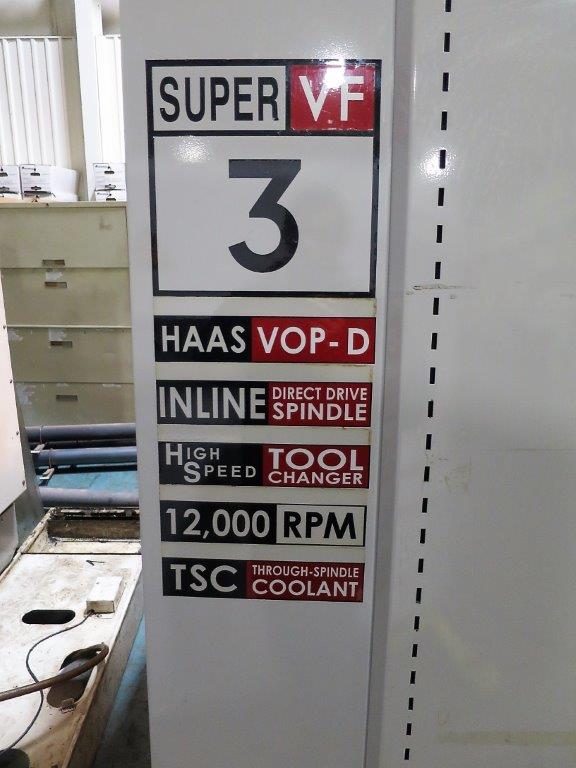 SUPER VF
3
HAAS VOP-D
INLINE DIRECT DRIVE SPINDLE
HIGH SPEED TOOL CHANGER
12,000 RPM
TSC THROUGH-SPINDLE COOLANT